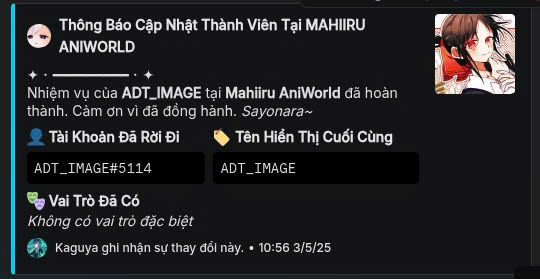 Thông Báo Cập Nhật Thành Viên Tại MAHIIRU
ANIWORLD
Nhiệm vụ của ADT_IMAGE tại Mahiiru AniWorld đã hoàn
thành. Cảm ơn vì đã đồng hành. Sayonara~
Tài Khoản Đã Rời Đi
Tên Hiển Thị Cuối Cùng
ADT_IMAGE#5114
ADT_IMAGE
Vai Trò Đã Có
Không có vai trò đặc biệt
Kaguya ghi nhận sự thay đổi này. • 10:56 3/5/25